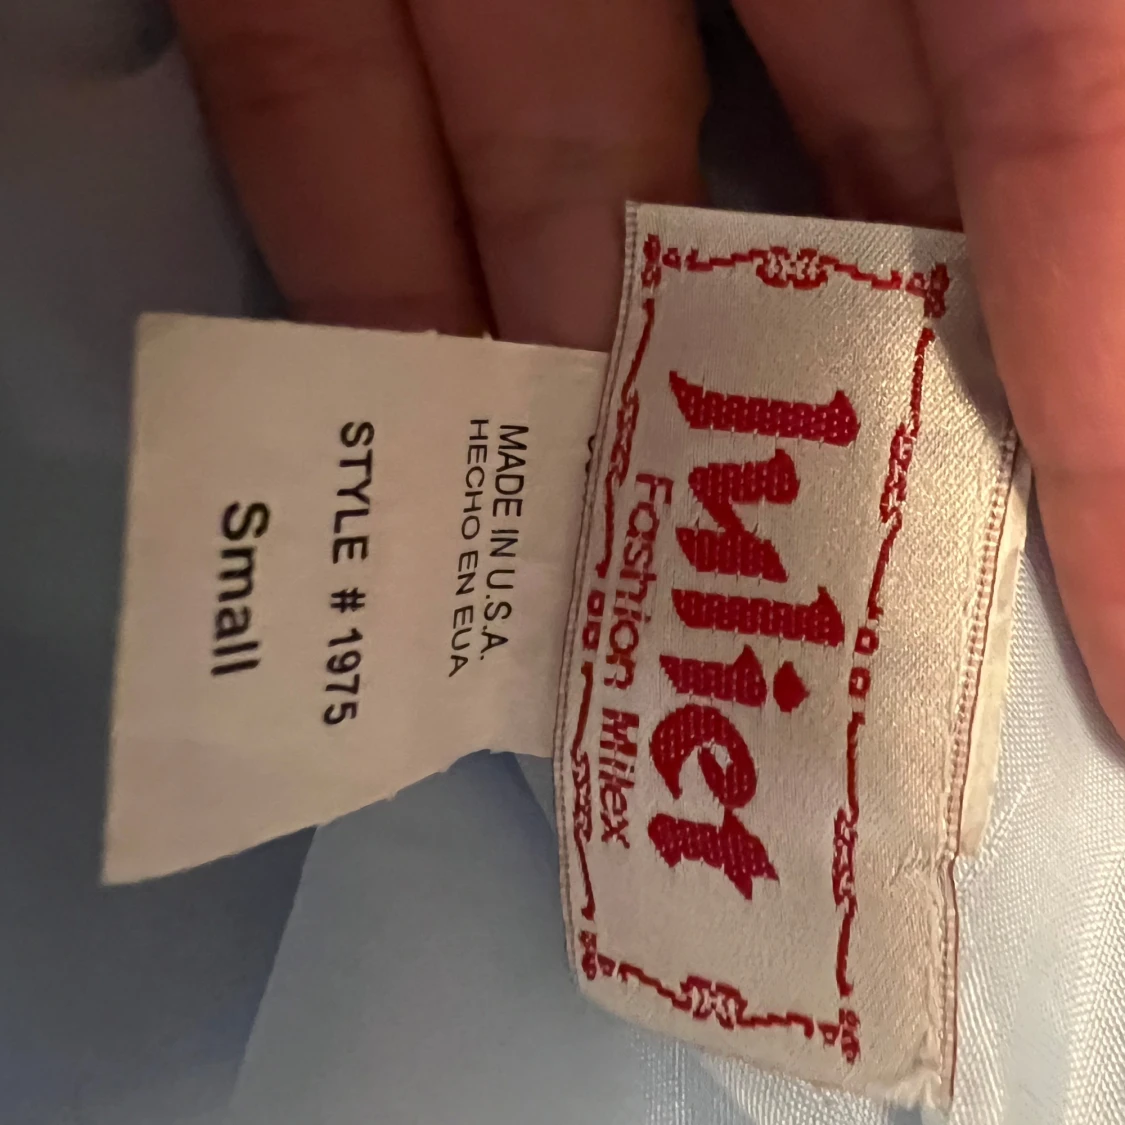 Juliet
Fashion Milex
MADE IN U.S.A.
HECHO EN EUA
STYLE # 1975
Small